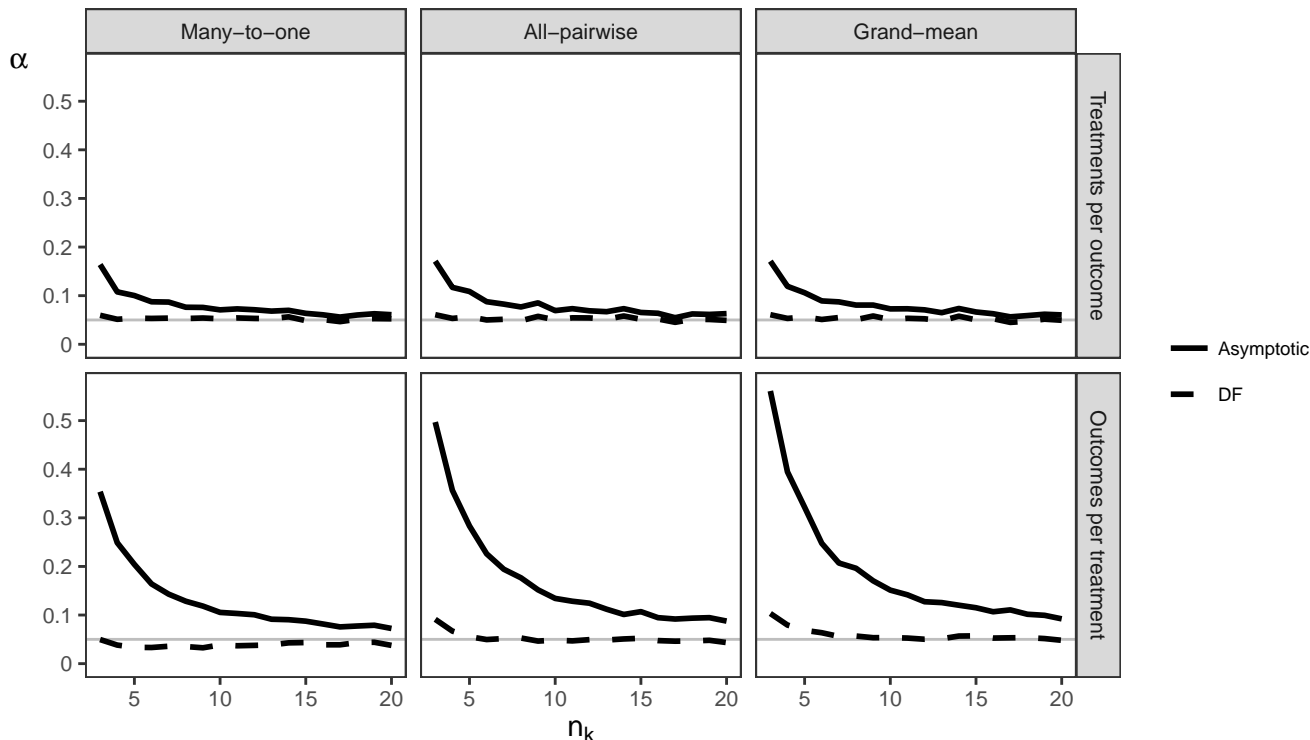 Many−to−one
All−pairwise
Grand−mean
α
0.5
0.4
0.3
0.2
0.1
0
Treatments per outcome
0.5
0.4
0.3
0.2
0.1
0
Outcomes per treatment
5 10 15 20
5 10 15 20
5 10 15 20
nk
Asymptotic
DF